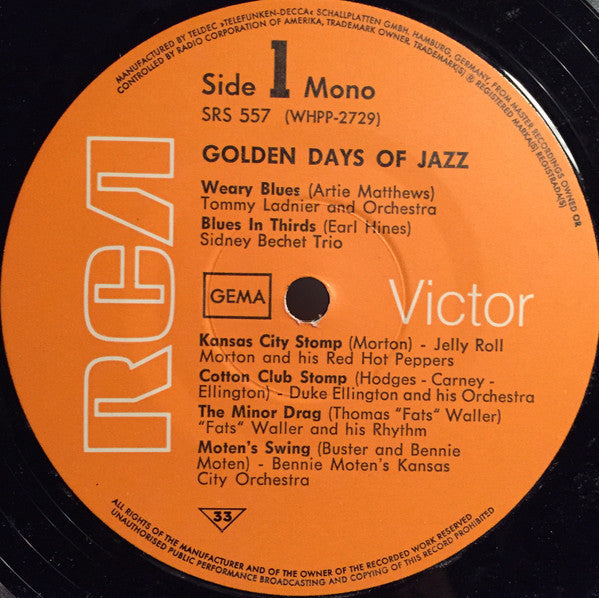 MANUFACTURED BY TELDEC »TELEFUNKEN-DECCA« SCHALLPLATTEN GMBH, HAMBURG, GERMANY, FROM MASTER RECORDINGS OWNED OR
CONTROLLED BY RADIO CORPORATION OF AMERICA, TRADEMARK OWNER. TRADEMARK(S) ® REGISTERED MARKA(S) REGISTRADA(S)
Side 1 Mono
SRS 557 (WHPP-2729)
GOLDEN DAYS OF JAZZ
Weary Blues (Artie Matthews)
Tommy Ladnier and Orchestra
Blues In Thirds (Earl Hines)
Sidney Bechet Trio
RCA
GEMA
Victor
Kansas City Stomp (Morton) - Jelly Roll
Morton and his Red Hot Peppers
Cotton Club Stomp (Hodges - Carney -
Ellington) - Duke Ellington and his Orchestra
The Minor Drag (Thomas "Fats" Waller)
"Fats" Waller and his Rhythm
Moten's Swing (Buster and Bennie
Moten) - Bennie Moten's Kansas
City Orchestra
33
ALL RIGHTS OF THE MANUFACTURER AND OF THE OWNER OF THE RECORDED WORK RESERVED
UNAUTHORISED PUBLIC PERFORMANCE BROADCASTING AND COPYING OF THIS RECORD PROHIBITED